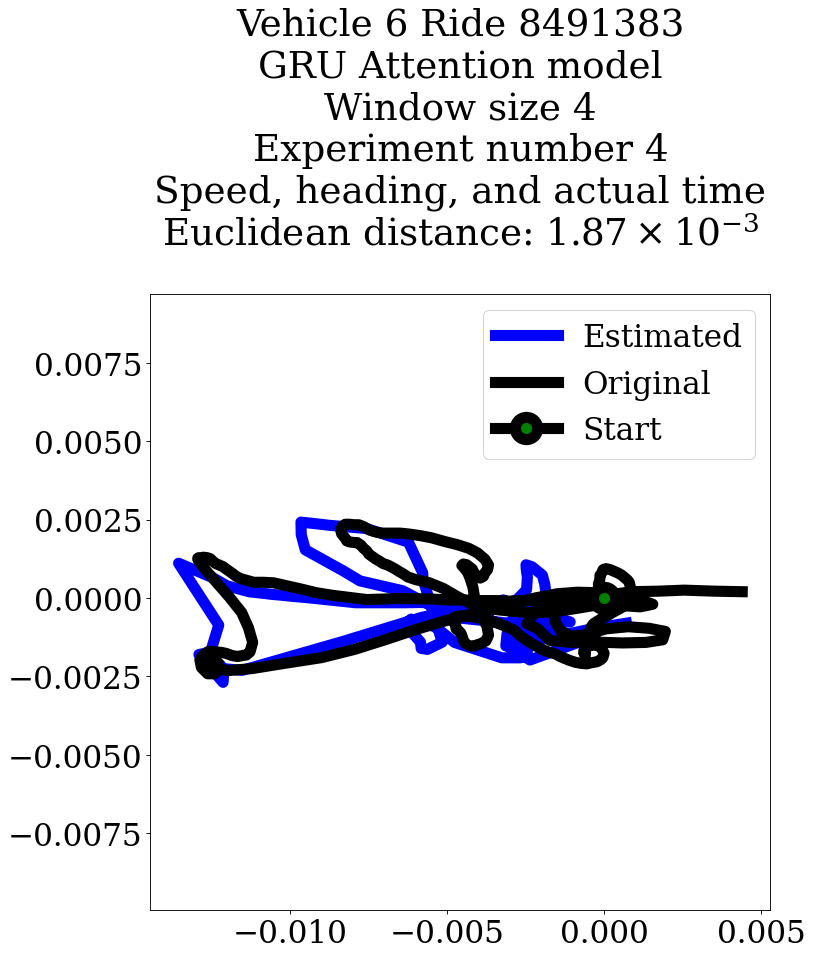 Vehicle 6 Ride 8491383
GRU Attention model
Window size 4
Experiment number 4
Speed, heading, and actual time
Euclidean distance: 1.87 × 10⁻³
Estimated
Original
Start
0.0075
0.0050
0.0025
0.0000
−0.0025
−0.0050
−0.0075
−0.010 −0.005 0.000 0.005